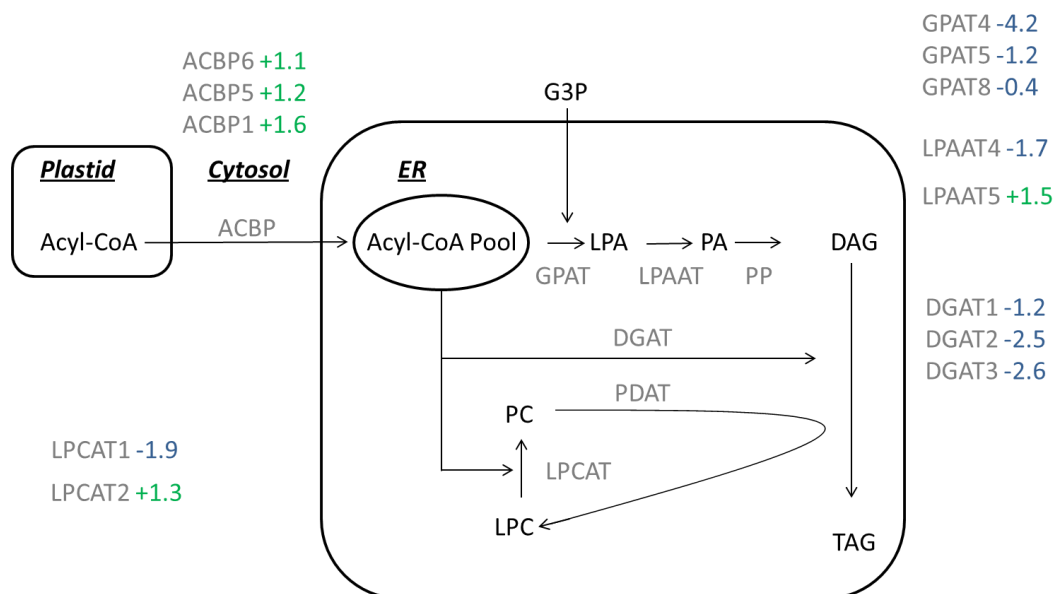 GPAT4 -4.2
GPAT5 -1.2
GPAT8 -0.4
ACBP6 +1.1
ACBP5 +1.2
ACBP1 +1.6
G3P
LPAAT4 -1.7
LPAAT5 +1.5
Plastid
Cytosol
ER
Acyl-CoA
ACBP
Acyl-CoA Pool
LPA
PA
DAG
GPAT
LPAAT
PP
DGAT1 -1.2
DGAT2 -2.5
DGAT3 -2.6
DGAT
PDAT
PC
LPCAT1 -1.9
LPCAT2 +1.3
LPCAT
LPC
TAG